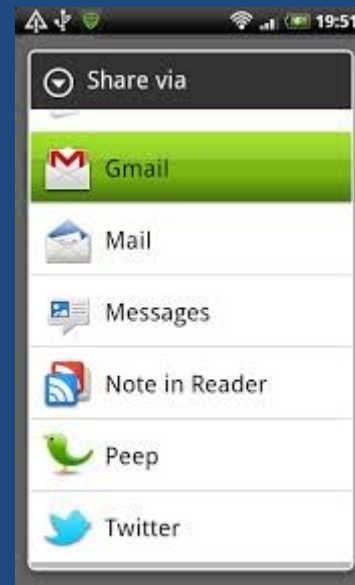 19:51
Share via
Gmail
Mail
Messages
Note in Reader
Peep
Twitter